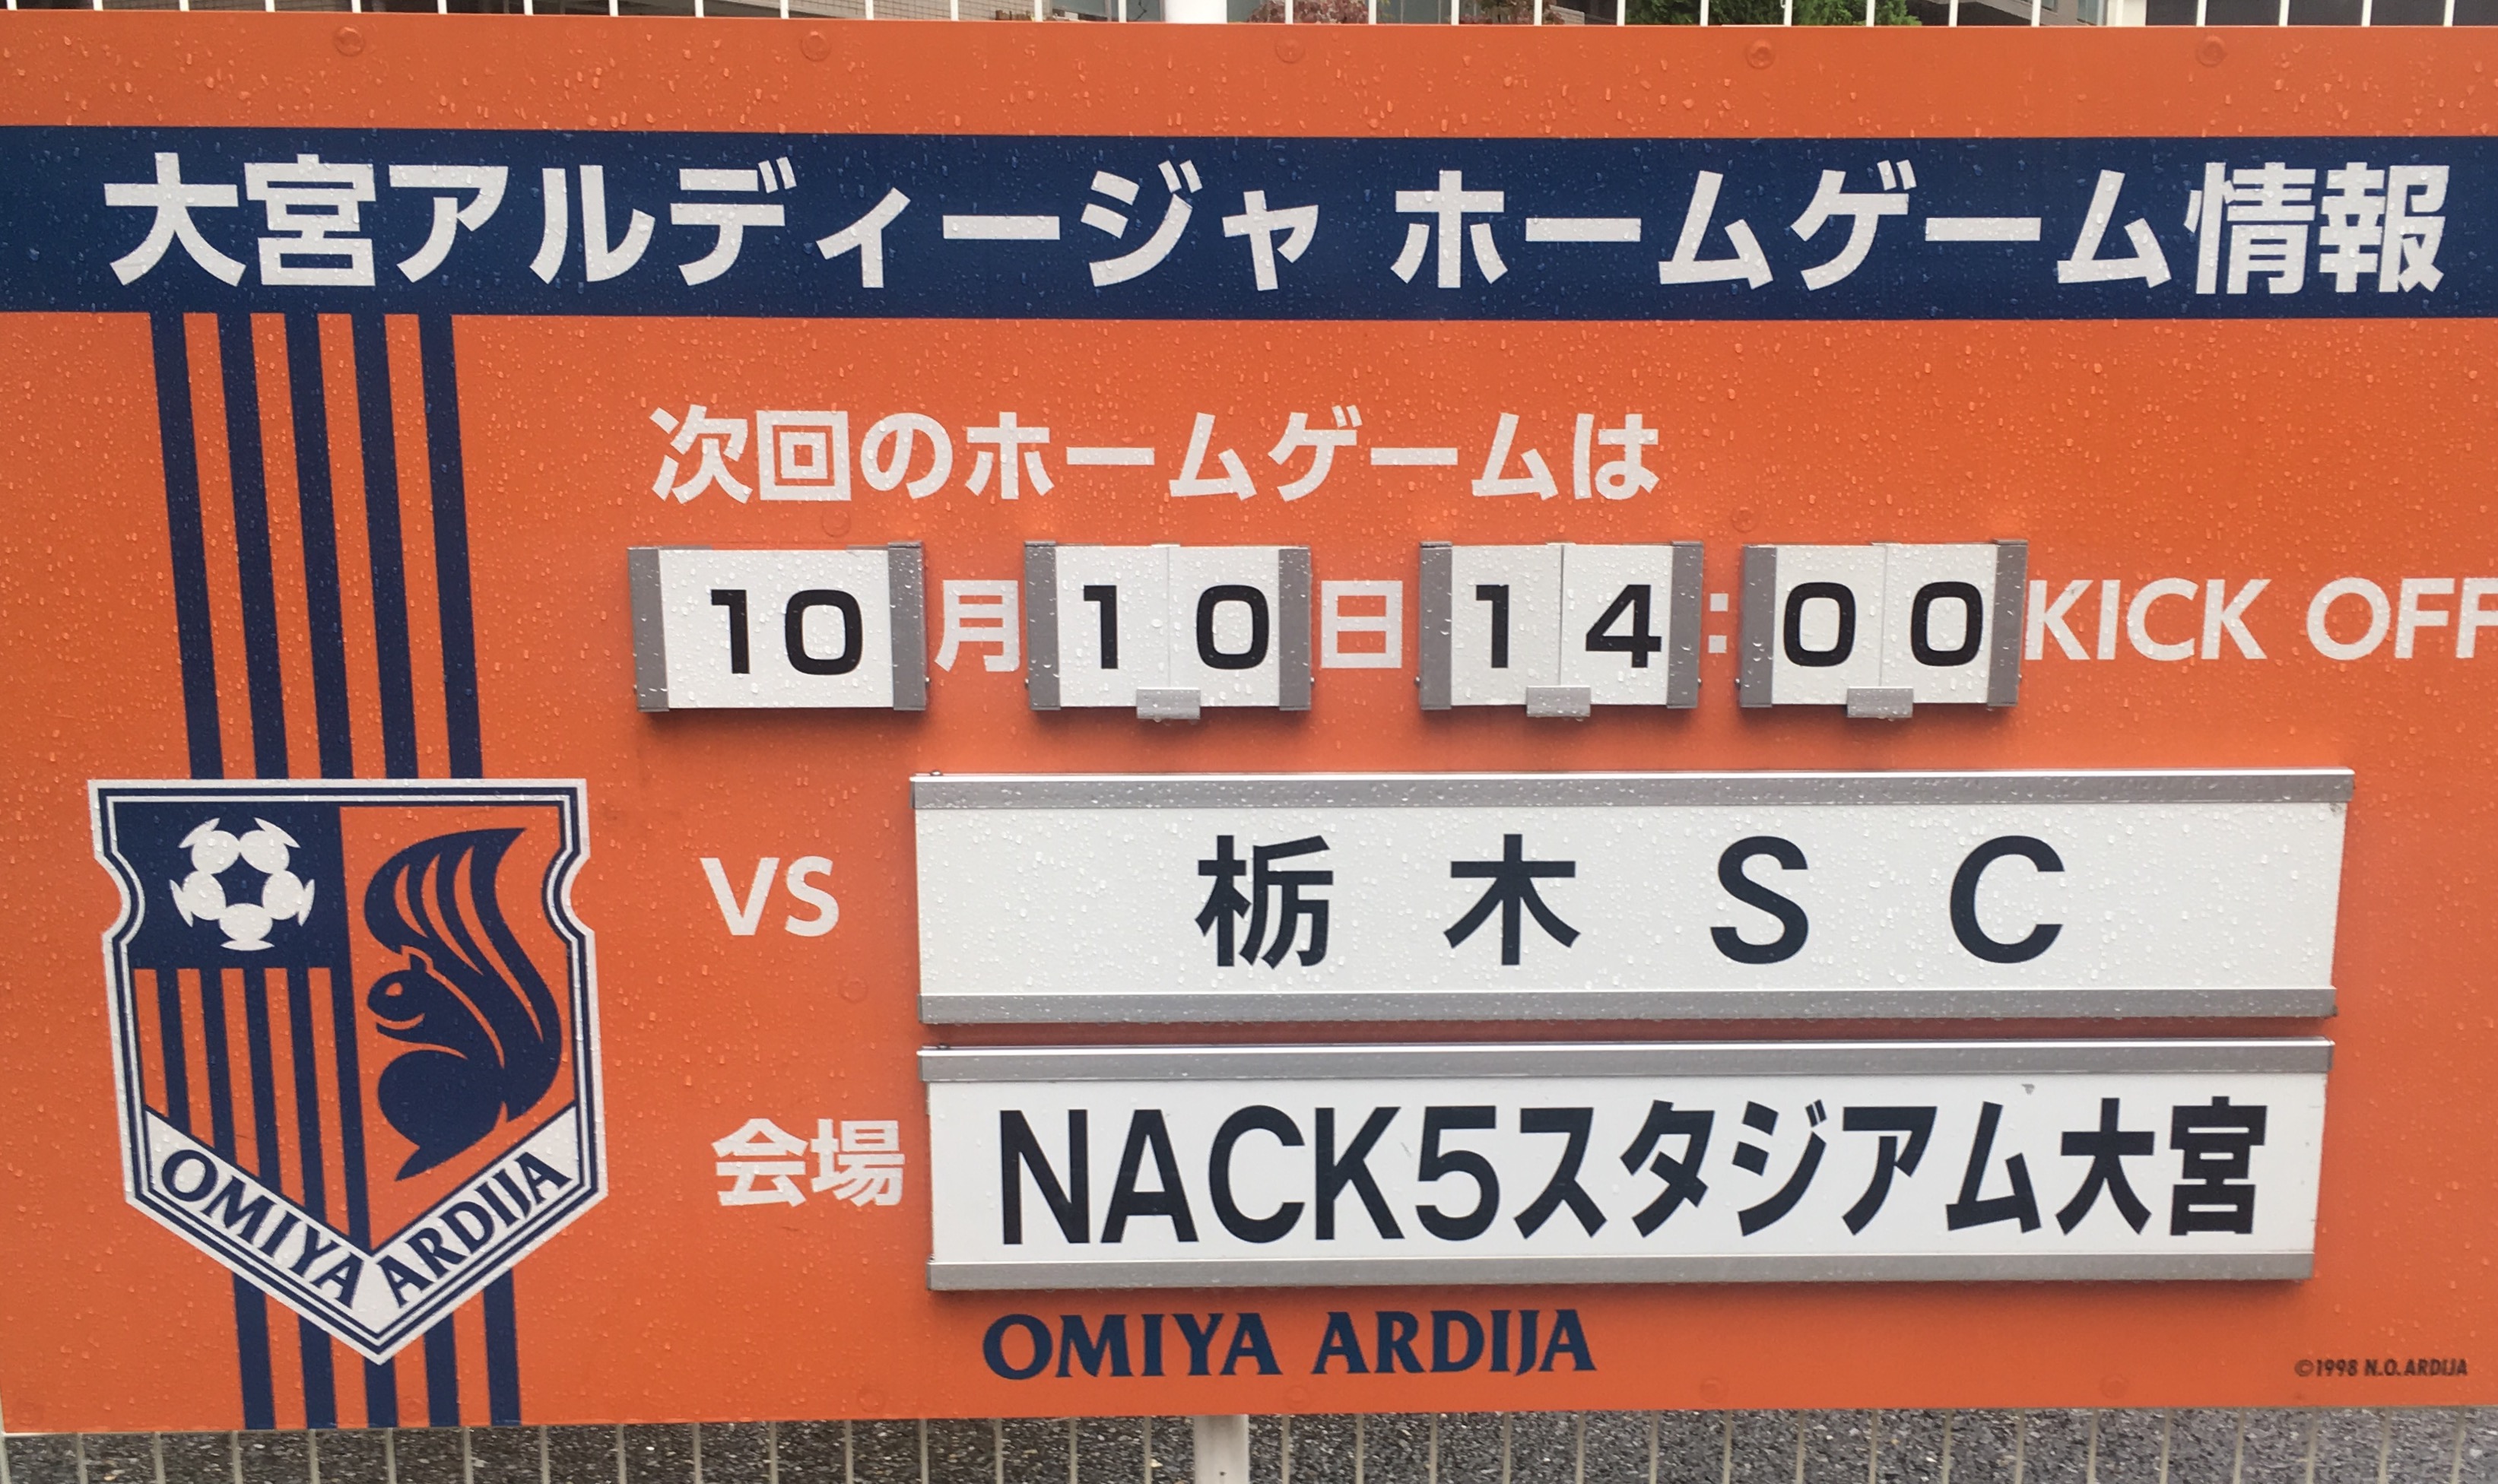 大宮アルディージャ ホームゲーム情報
次回のホームゲームは
10月10日14:00KICK OFF
VS 栃木SC
会場 NACK5スタジアム大宮
OMIYA ARDIJA
OMIYA ARDIJA
©1998 N.O.ARDIJA